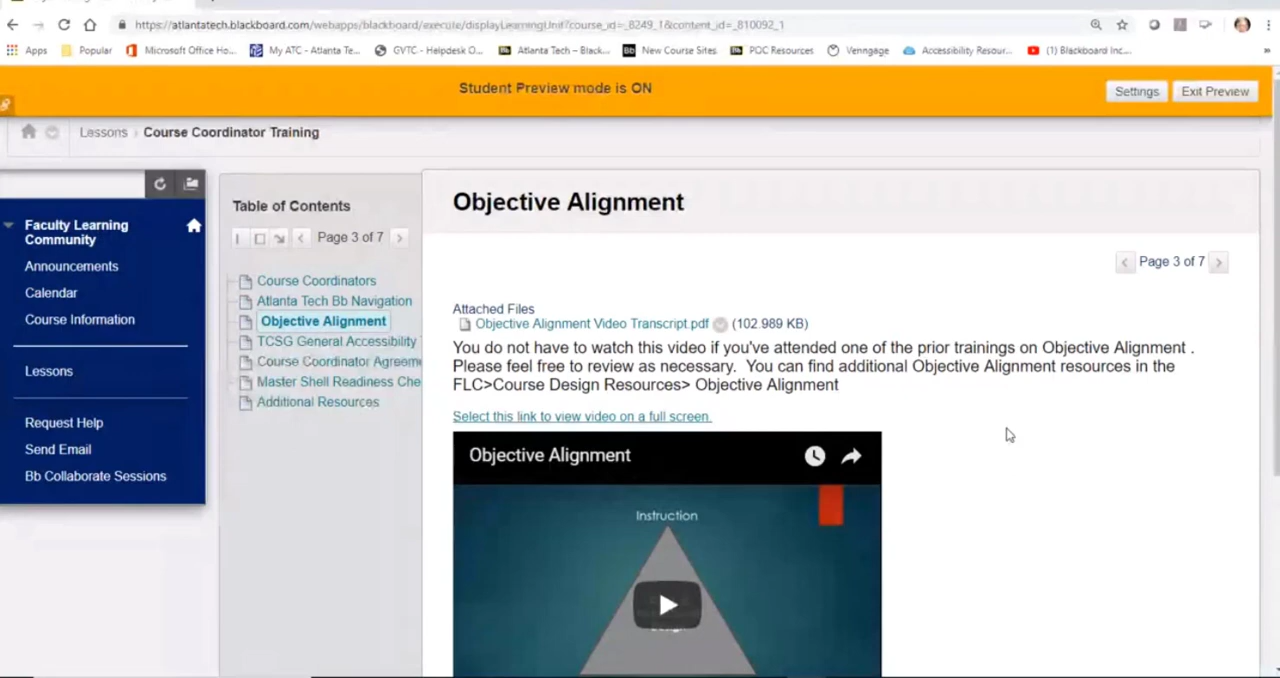 https://atlantatech.blackboard.com/webapps/blackboard/execute/displayLearningUnit?course_id=_8249_1&content_id=_810092_1
Apps Popular Microsoft Office Ho... My ATC - Atlanta Te... GVTC - Helpdesk O... Atlanta Tech – Black... New Course Sites POC Resources Venngage Accessibility Resour... (1) Blackboard Inc... »
Student Preview mode is ON
Settings Exit Preview
Lessons Course Coordinator Training
Faculty Learning
Community
Announcements
Calendar
Course Information
Lessons
Request Help
Send Email
Bb Collaborate Sessions
Table of Contents
Page 3 of 7
Course Coordinators
Atlanta Tech Bb Navigation
Objective Alignment
TCSG General Accessibility
Course Coordinator Agreem
Master Shell Readiness Che
Additional Resources
Objective Alignment
Page 3 of 7
Attached Files
Objective Alignment Video Transcript.pdf (102.989 KB)
You do not have to watch this video if you've attended one of the prior trainings on Objective Alignment .
Please feel free to review as necessary. You can find additional Objective Alignment resources in the
FLC>Course Design Resources> Objective Alignment
Select this link to view video on a full screen.
Objective Alignment
Instruction